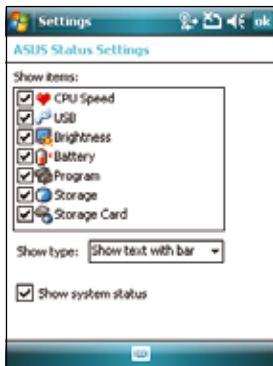 Settings
ok
ASUS Status Settings
Show items:
CPU Speed
USB
Brightness
Battery
Program
Storage
Storage Card
Show type: Show text with bar
Show system status